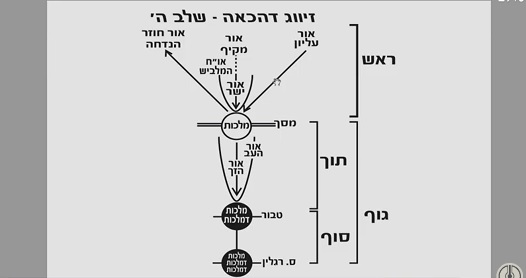 זיווג דהכאה - שלב ה'
אור חוזר
הנדחה
אור
מקיף
אור
עליון
או"ח
המלביש
אור
ישר
ראש
מלכות
מסך
אור
העב
אור
הזך
תוך
גוף
מלכות
דמלכות
טבור
סוף
מלכות
דמלכות
דמלכות
ס. רגלין